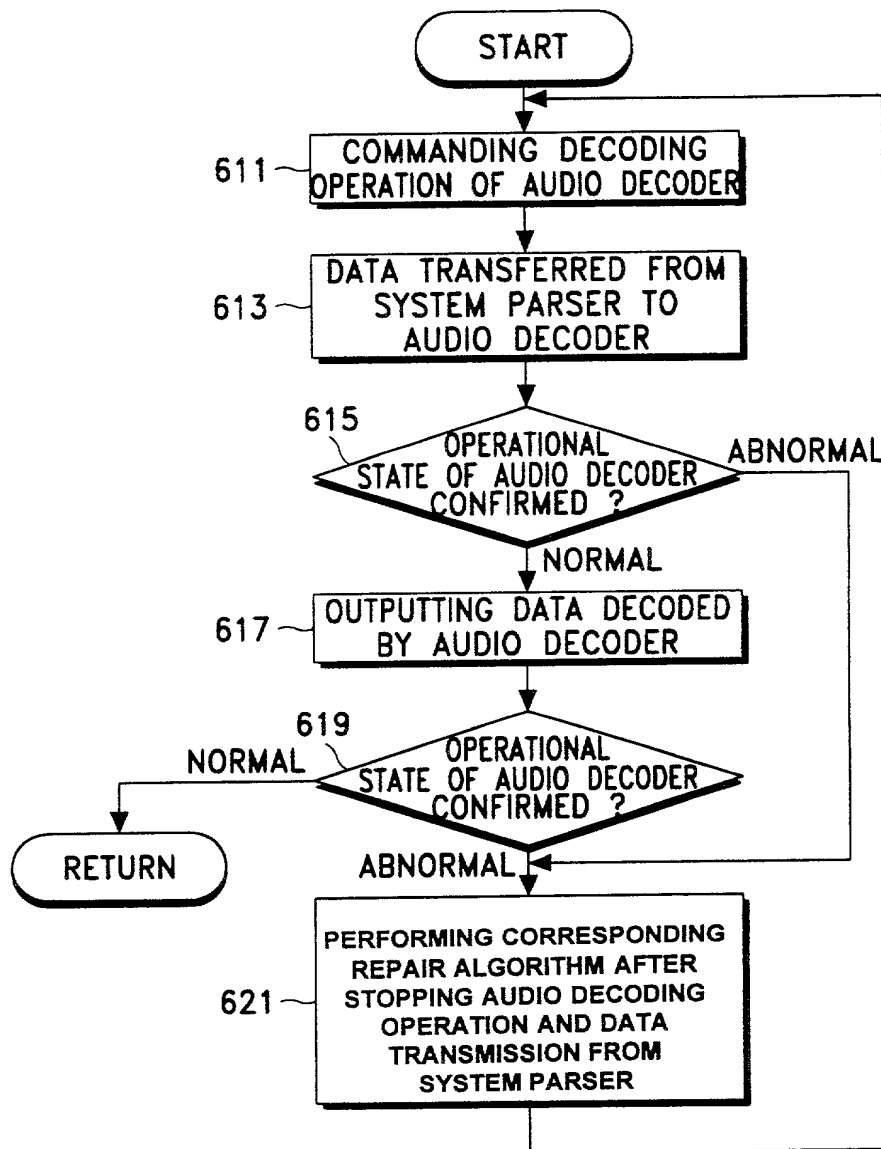 START
611
COMMANDING DECODING
OPERATION OF AUDIO DECODER
613
DATA TRANSFERRED FROM
SYSTEM PARSER TO
AUDIO DECODER
615
OPERATIONAL
STATE OF AUDIO DECODER
CONFIRMED ?
ABNORMAL
NORMAL
617
OUTPUTTING DATA DECODED
BY AUDIO DECODER
619
OPERATIONAL
STATE OF AUDIO DECODER
CONFIRMED ?
NORMAL
RETURN
ABNORMAL
621
PERFORMING CORRESPONDING
REPAIR ALGORITHM AFTER
STOPPING AUDIO DECODING
OPERATION AND DATA
TRANSMISSION FROM
SYSTEM PARSER